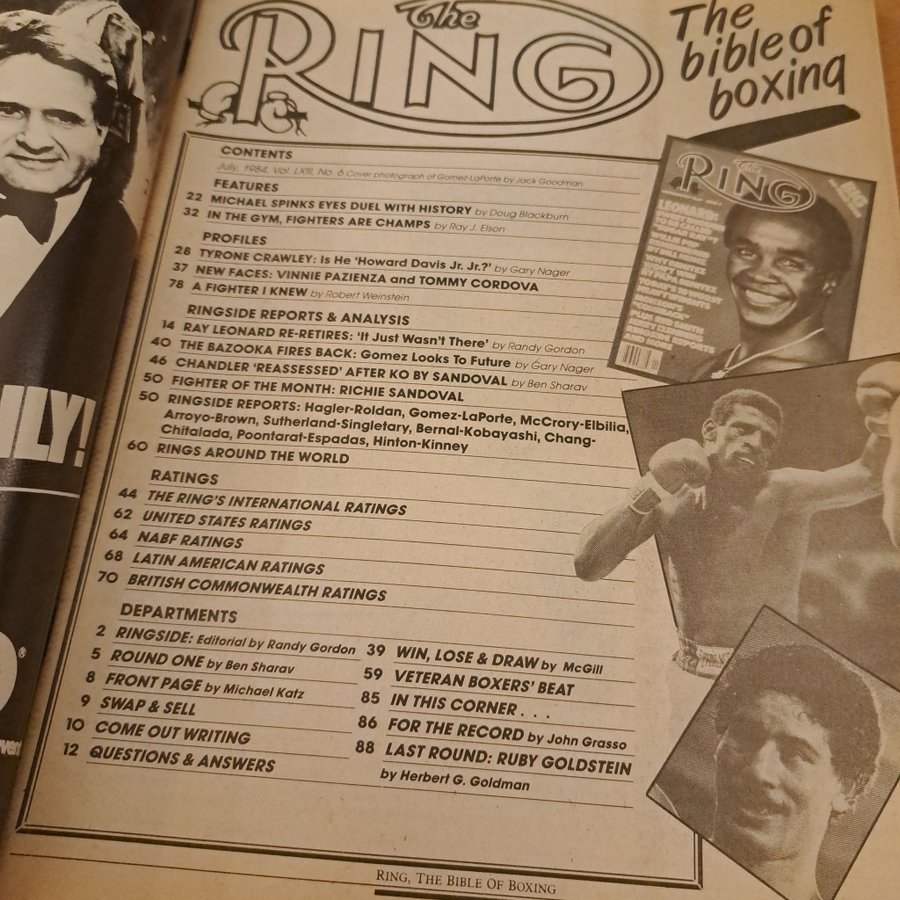 The
RING
The
bible of
boxing
CONTENTS
July, 1984, Vol. LXIII, No. 6 Cover photograph of Gomez-LaPorte by Jack Goodman
FEATURES
22 MICHAEL SPINKS EYES DUEL WITH HISTORY by Doug Blackburn
32 IN THE GYM, FIGHTERS ARE CHAMPS by Ray J. Elson
PROFILES
28 TYRONE CRAWLEY: Is He 'Howard Davis Jr. Jr.?' by Gary Nager
37 NEW FACES: VINNIE PAZIENZA and TOMMY CORDOVA
78 A FIGHTER I KNEW by Robert Weinstein
RINGSIDE REPORTS & ANALYSIS
14 RAY LEONARD RE-RETIRES: 'It Just Wasn't There' by Randy Gordon
40 THE BAZOOKA FIRES BACK: Gomez Looks To Future by Gary Nager
46 CHANDLER 'REASSESSED' AFTER KO BY SANDOVAL by Ben Sharav
50 FIGHTER OF THE MONTH: RICHIE SANDOVAL
50 RINGSIDE REPORTS: Hagler-Roldan, Gomez-LaPorte, McCrory-Elbilia,
Arroyo-Brown, Sutherland-Singletary, Bernal-Kobayashi, Chang-
Chitalada, Poontarat-Espadas, Hinton-Kinney
60 RINGS AROUND THE WORLD
RATINGS
44 THE RING'S INTERNATIONAL RATINGS
62 UNITED STATES RATINGS
64 NABF RATINGS
68 LATIN AMERICAN RATINGS
70 BRITISH COMMONWEALTH RATINGS
DEPARTMENTS
2 RINGSIDE: Editorial by Randy Gordon
5 ROUND ONE by Ben Sharav
8 FRONT PAGE by Michael Katz
9 SWAP & SELL
10 COME OUT WRITING
12 QUESTIONS & ANSWERS
39 WIN, LOSE & DRAW by McGill
59 VETERAN BOXERS' BEAT
85 IN THIS CORNER . . .
86 FOR THE RECORD by John Grasso
88 LAST ROUND: RUBY GOLDSTEIN
by Herbert G. Goldman
RING, THE BIBLE OF BOXING
The
RING
LEONARD:
ILY!